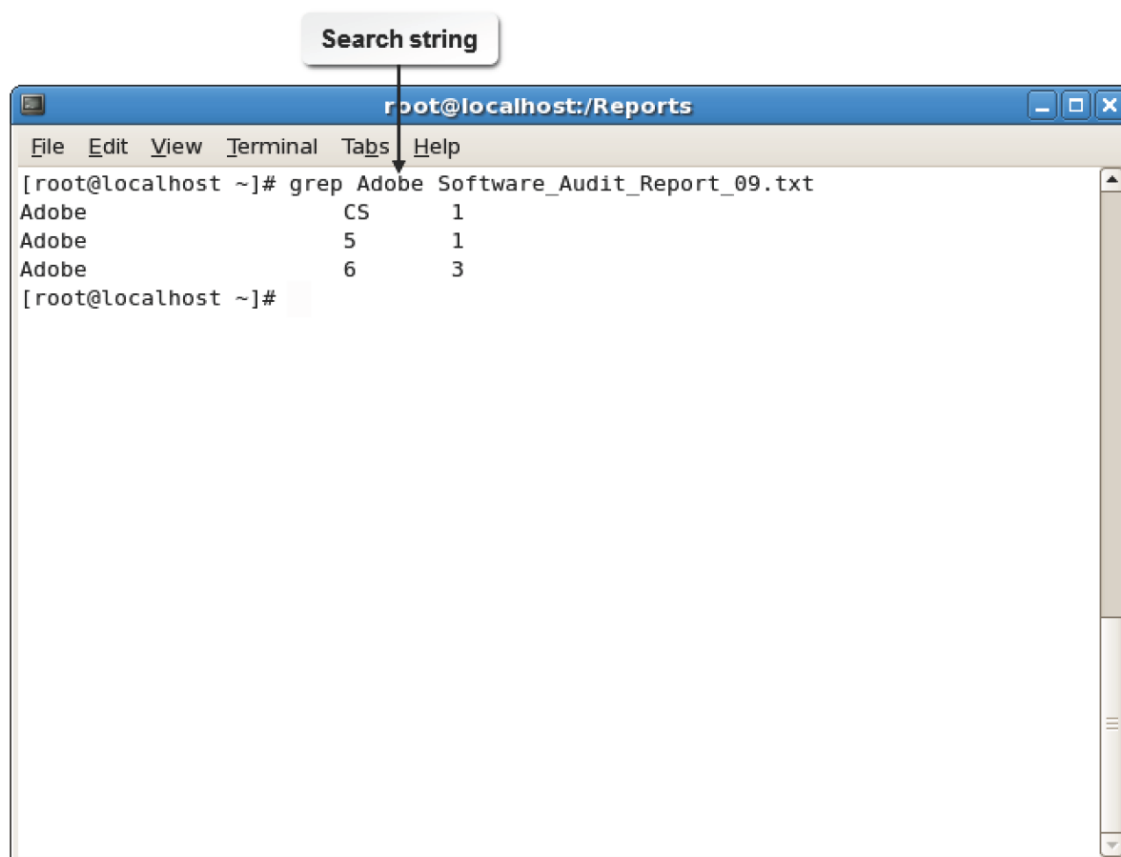 Search string
root@localhost:/Reports
File Edit View Terminal Tabs Help
[root@localhost ~]# grep Adobe Software_Audit_Report_09.txt
Adobe CS 1
Adobe 5 1
Adobe 6 3
[root@localhost ~]#